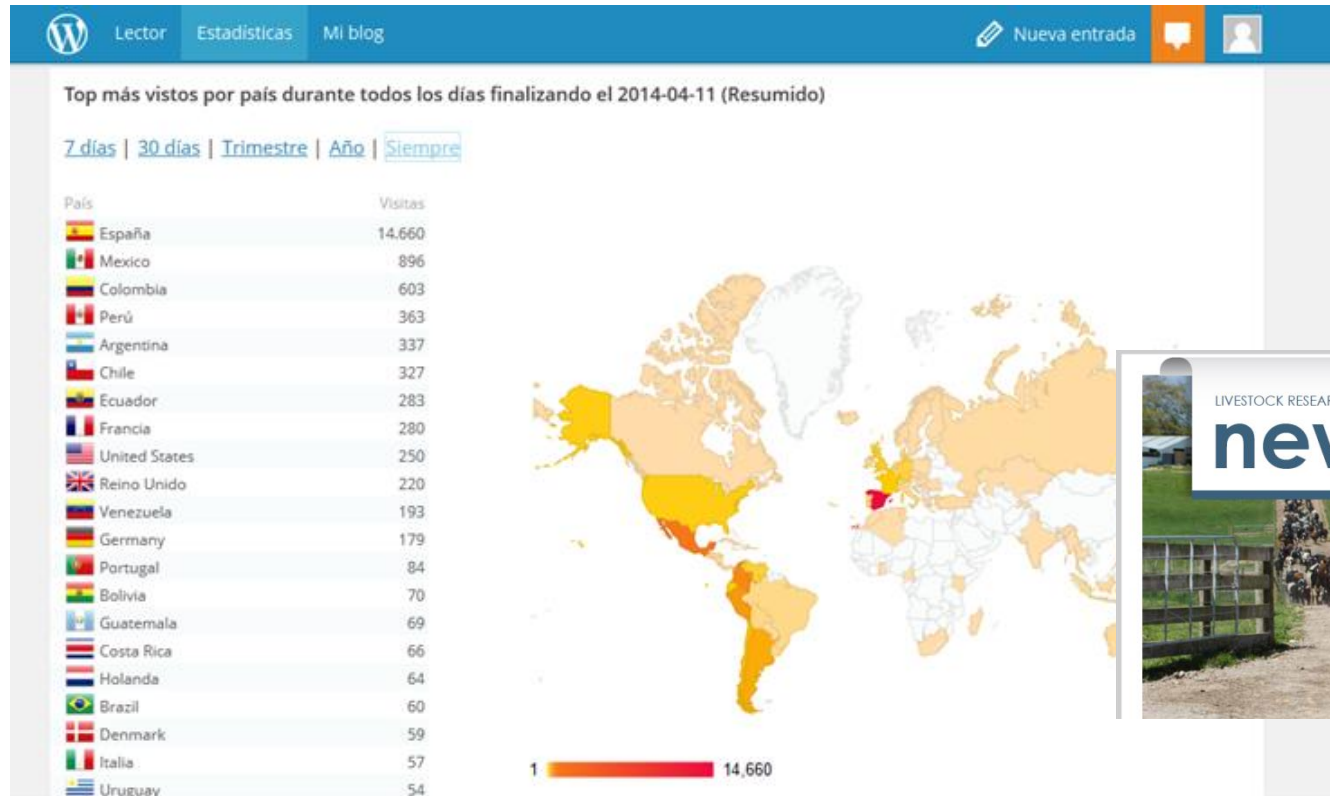 Lector Estadísticas Mi blog Nueva entrada
Top más vistos por país durante todos los días finalizando el 2014-04-11 (Resumido)
7 días | 30 días | Trimestre | Año | Siempre
País Visitas
España 14.660
Mexico 896
Colombia 603
Perú 363
Argentina 337
Chile 327
Ecuador 283
Francia 280
United States 250
Reino Unido 220
Venezuela 193
Germany 179
Portugal 84
Bolivia 70
Guatemala 69
Costa Rica 66
Holanda 64
Brazil 60
Denmark 59
Italia 57
Uruguay 54
1 14,660
LIVESTOCK